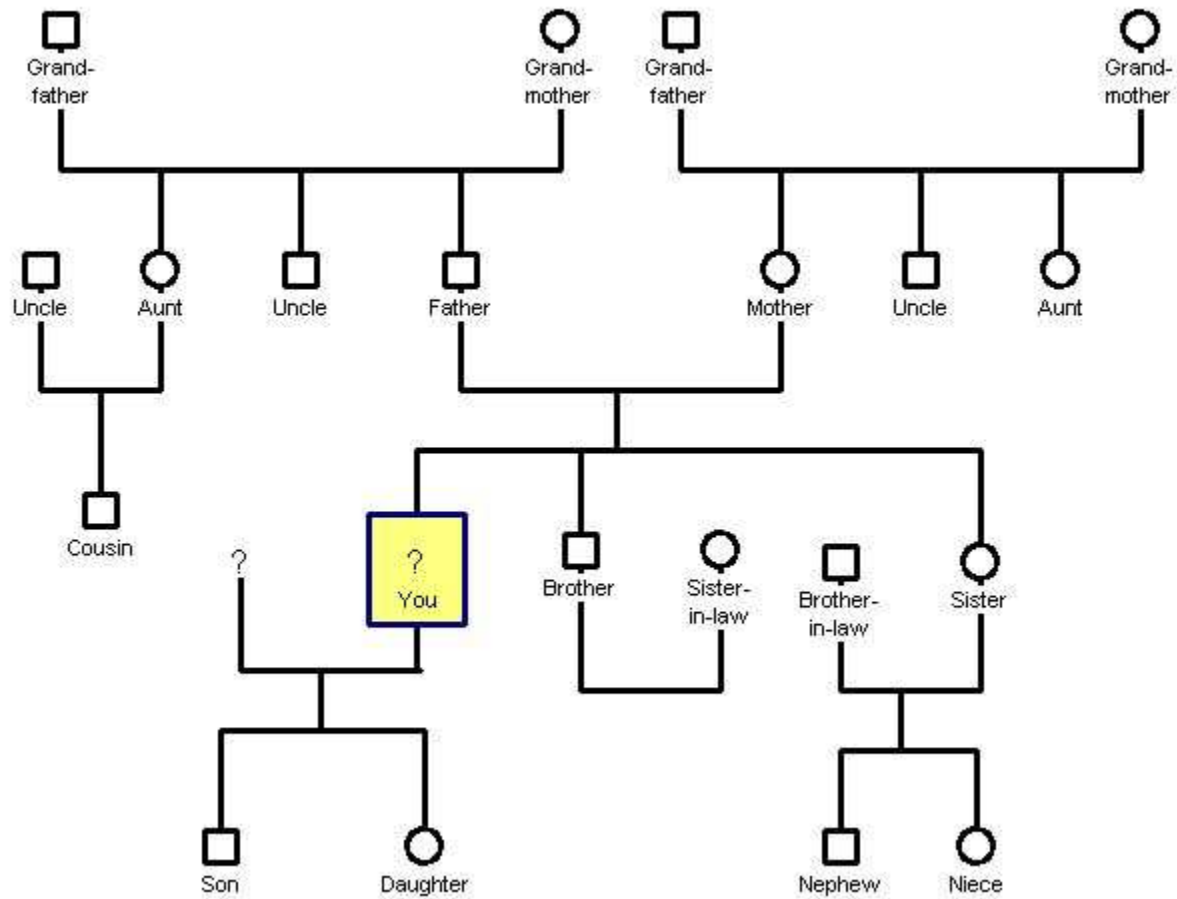 Grand-
father
Grand-
mother
Grand-
father
Grand-
mother
Uncle
Aunt
Uncle
Father
Mother
Uncle
Aunt
Cousin
?
?
You
Brother
Sister-
in-law
Brother-
in-law
Sister
Son
Daughter
Nephew
Niece